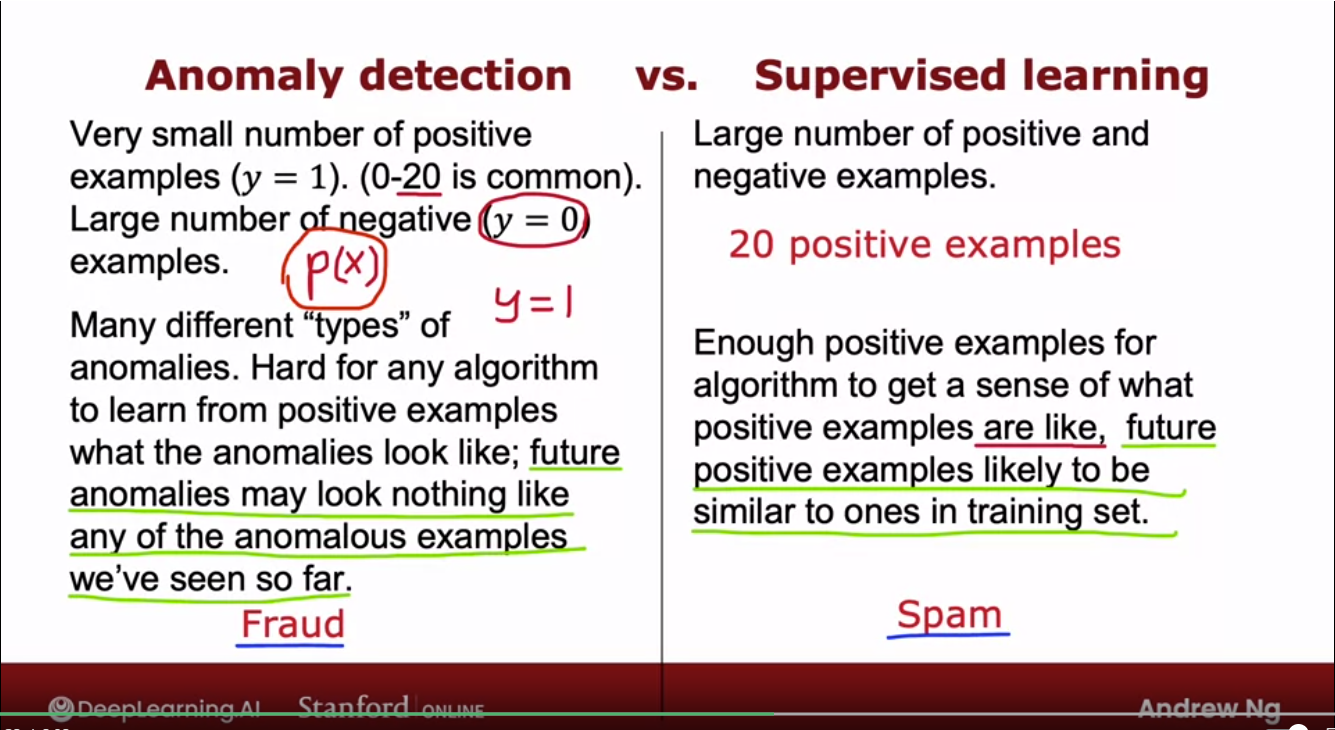 Anomaly detection vs. Supervised learning
Very small number of positive
examples (y = 1). (0-20 is common).
Large number of negative (y = 0)
examples.
p(x)
y=1
Many different “types” of
anomalies. Hard for any algorithm
to learn from positive examples
what the anomalies look like; future
anomalies may look nothing like
any of the anomalous examples
we’ve seen so far.
Fraud
Large number of positive and
negative examples.
20 positive examples
Enough positive examples for
algorithm to get a sense of what
positive examples are like, future
positive examples likely to be
similar to ones in training set.
Spam
DeepLearning.AI Stanford ONLINE Andrew Ng